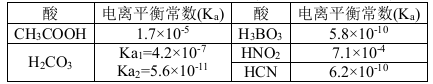 酸 电离平衡常数(Ka) 酸 电离平衡常数(Ka)
CH3COOH 1.7×10-5 H3BO3 5.8×10-10
H2CO3 Ka1=4.2×10-7 HNO2 7.1×10-4
Ka2=5.6×10-11 HCN 6.2×10-10